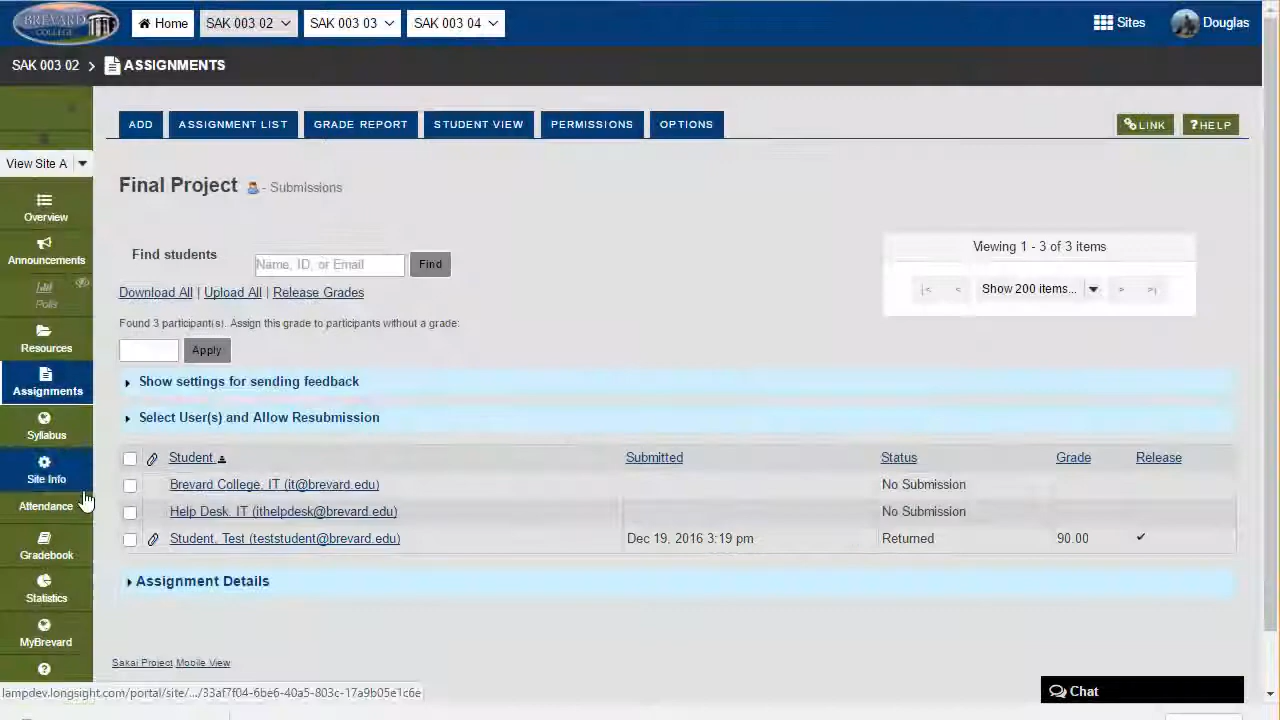 BREVARD
COLLEGE
Home
SAK 003 02
SAK 003 03
SAK 003 04
Sites
Douglas
SAK 003 02 > ASSIGNMENTS
ADD
ASSIGNMENT LIST
GRADE REPORT
STUDENT VIEW
PERMISSIONS
OPTIONS
LINK
?HELP
View Site A
Overview
Announcements
Polls
Resources
Assignments
Syllabus
Site Info
Attendance
Gradebook
Statistics
MyBrevard
Final Project - Submissions
Find students
Name, ID, or Email
Find
Viewing 1 - 3 of 3 items
|< < Show 200 items... > >|
Download All | Upload All | Release Grades
Found 3 participant(s). Assign this grade to participants without a grade:
Apply
Show settings for sending feedback
Select User(s) and Allow Resubmission
Student Submitted Status Grade Release
Brevard College, IT (it@brevard.edu) No Submission
Help Desk, IT (ithelpdesk@brevard.edu) No Submission
Student, Test (teststudent@brevard.edu) Dec 19, 2016 3:19 pm Returned 90.00 ✔
Assignment Details
Sakai Project Mobile View
Chat
lampdev.longsight.com/portal/site/.../33af7f04-6be6-40a5-803c-17a9b05e1c6e